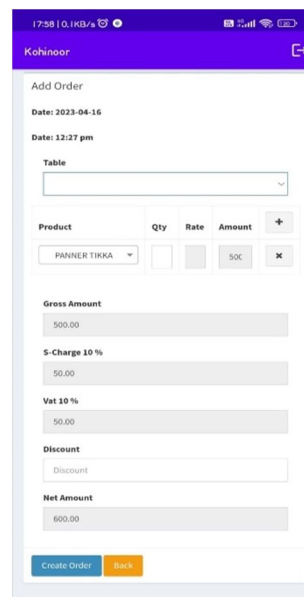 17:58 | 0.1KB/s
Kohinoor
Add Order
Date: 2023-04-16
Date: 12:27 pm
Table
Product Qty Rate Amount +
PANNER TIKKA 50C ×
Gross Amount
500.00
S-Charge 10 %
50.00
Vat 10 %
50.00
Discount
Discount
Net Amount
600.00
Create Order Back